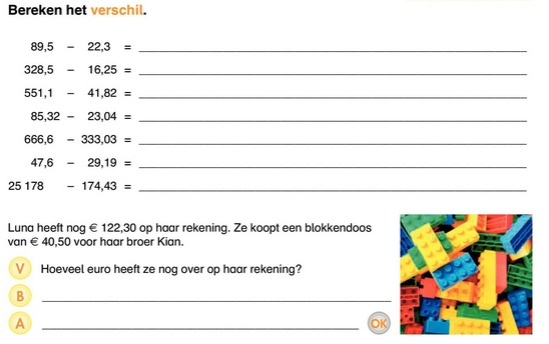 Bereken het verschil.
89,5 - 22,3 =
328,5 - 16,25 =
551,1 - 41,82 =
85,32 - 23,04 =
666,6 - 333,03 =
47,6 - 29,19 =
25 178 - 174,43 =
Luna heeft nog € 122,30 op haar rekening. Ze koopt een blokkendoos
van € 40,50 voor haar broer Kian.
V Hoeveel euro heeft ze nog over op haar rekening?
B
A OK